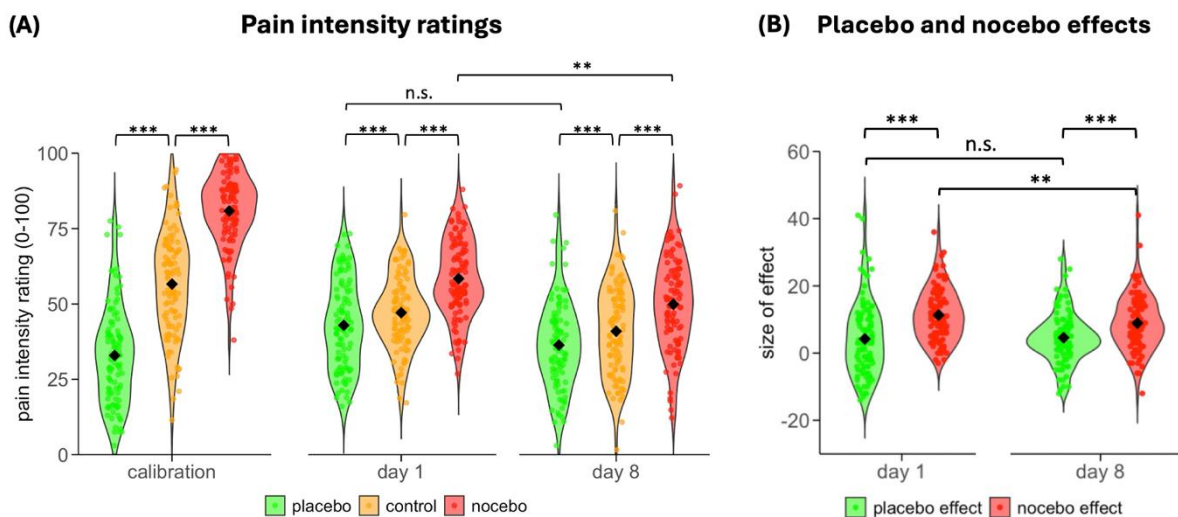 (A) Pain intensity ratings
**
n.s.
*** *** *** *** *** ***
pain intensity rating (0-100)
100
75
50
25
0
calibration day 1 day 8
placebo control nocebo
(B) Placebo and nocebo effects
*** ***
n.s.
**
size of effect
60
40
20
0
-20
day 1 day 8
placebo effect nocebo effect